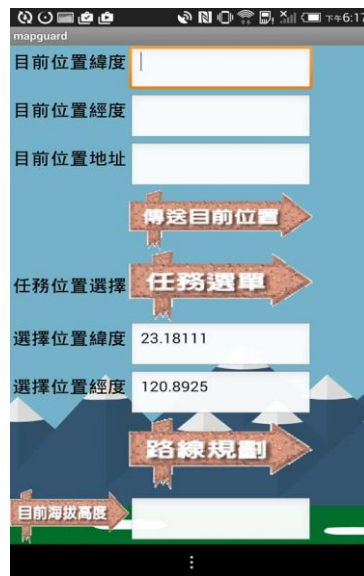 下午6:17
mapguard
目前位置緯度
目前位置經度
目前位置地址
傳送目前位置
任務位置選擇 任務選單
選擇位置緯度 23.18111
選擇位置經度 120.8925
路線規劃
目前海拔高度